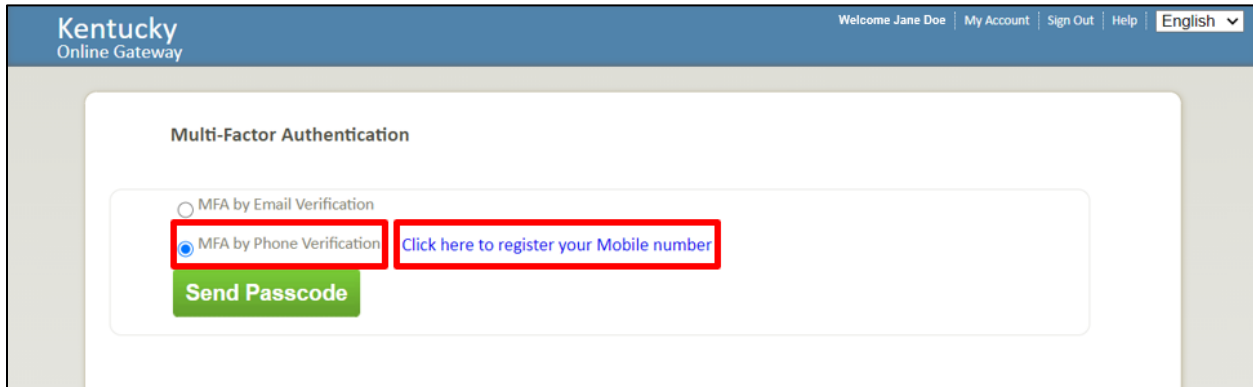 Kentucky
Online Gateway
Welcome Jane Doe My Account Sign Out Help English
Multi-Factor Authentication
MFA by Email Verification
MFA by Phone Verification Click here to register your Mobile number
Send Passcode